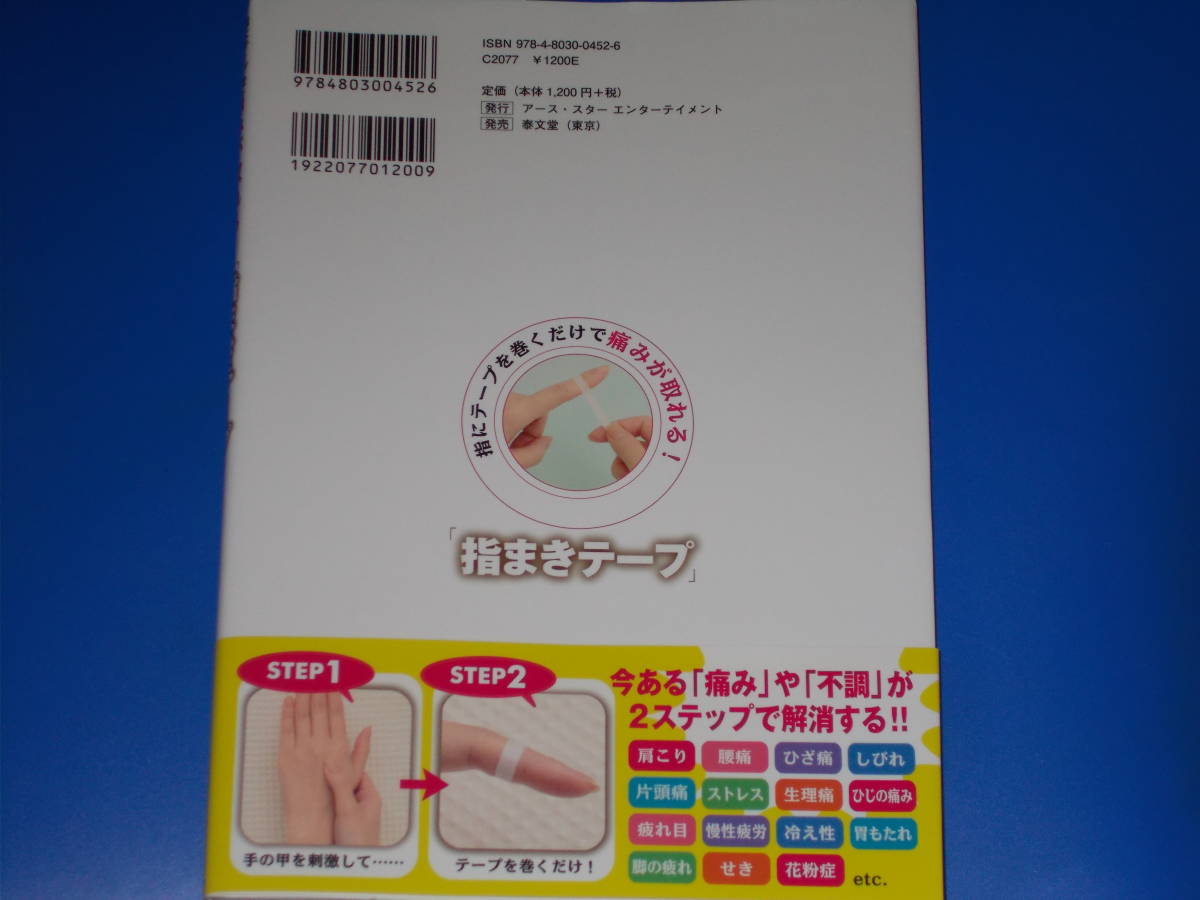 9784803004526
1922077012009
ISBN 978-4-8030-0452-6
C2077 ￥1200E
定価（本体1,200円＋税）
発行 アース・スター エンターテイメント
発売 泰文堂（東京）
指にテープを巻くだけで痛みが取れる！
「指まきテープ」
STEP1
手の甲を刺激して……
STEP2
テープを巻くだけ！
今ある「痛み」や「不調」が
2ステップで解消する!!
肩こり 腰痛 ひざ痛 しびれ
片頭痛 ストレス 生理痛 ひじの痛み
疲れ目 慢性疲労 冷え性 胃もたれ
脚の疲れ せき 花粉症 etc.